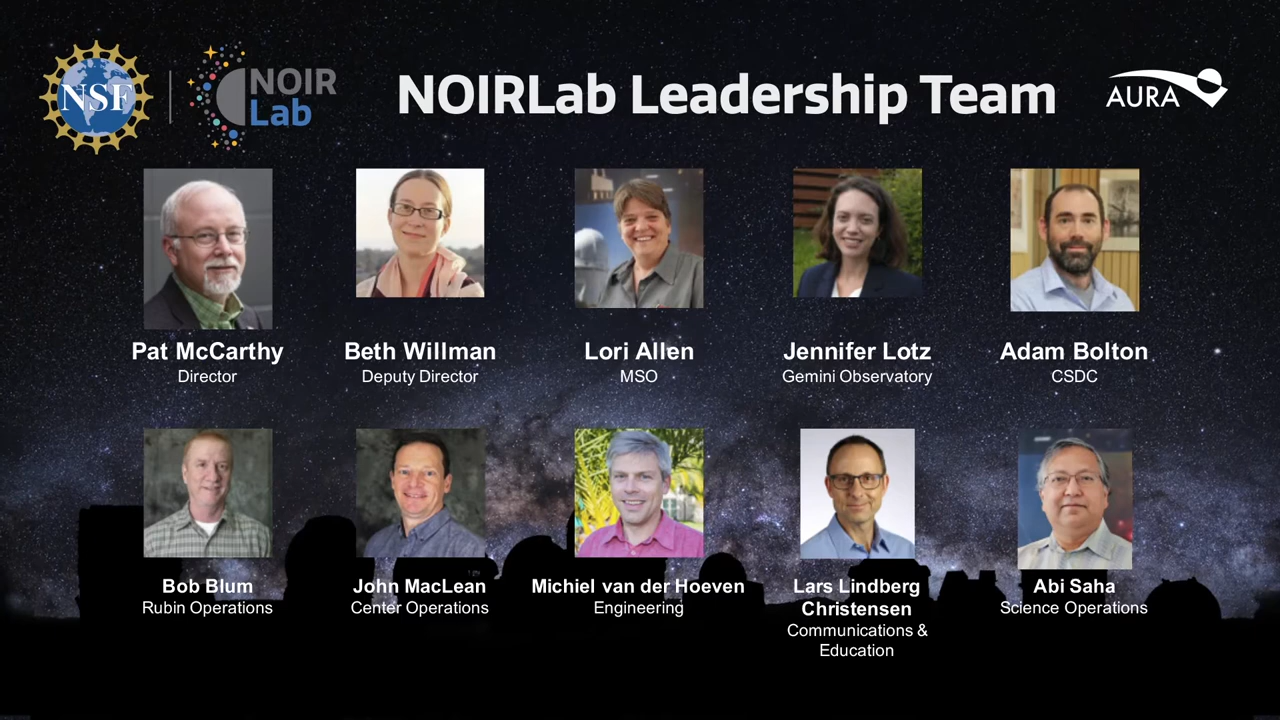 NSF
NOIR
Lab
NOIRLab Leadership Team
AURA
Pat McCarthy
Director
Beth Willman
Deputy Director
Lori Allen
MSO
Jennifer Lotz
Gemini Observatory
Adam Bolton
CSDC
Bob Blum
Rubin Operations
John MacLean
Center Operations
Michiel van der Hoeven
Engineering
Lars Lindberg
Christensen
Communications &
Education
Abi Saha
Science Operations